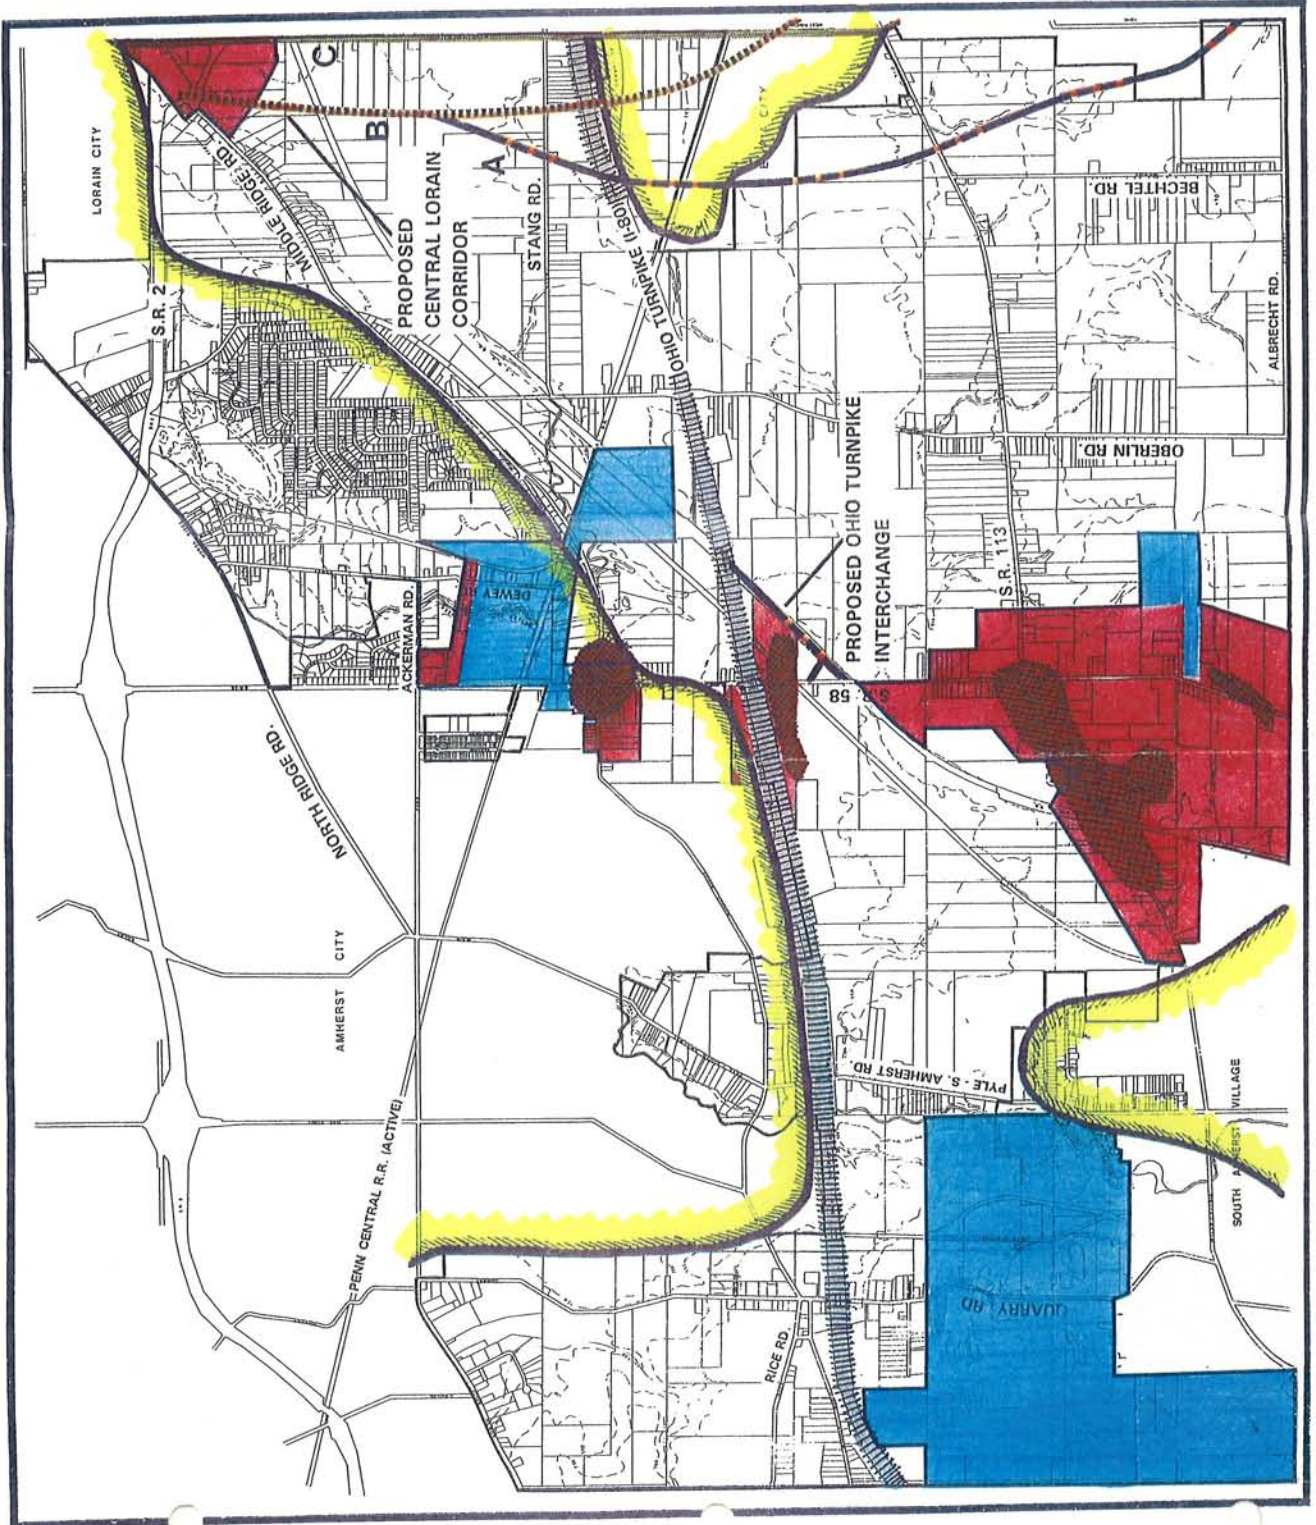 LORAIN CITY
S.R. 2
MIDDLE RIDGE RD.
C
B
A
PROPOSED
CENTRAL LORAIN
CORRIDOR
STANG RD.
OHIO TURNPIKE (I-80)
CITY
BECHTEL RD.
ALBRECHT RD.
OBERLIN RD.
S.R. 113
PROPOSED OHIO TURNPIKE
INTERCHANGE
S.R. 58
DEWEY RD.
ACKERMAN RD.
NORTH RIDGE RD.
AMHERST CITY
PENN CENTRAL R.R. (ACTIVE)
PYLE - S. AMHERST RD.
SOUTH AMHERST VILLAGE
QUARRY RD
RICE RD.